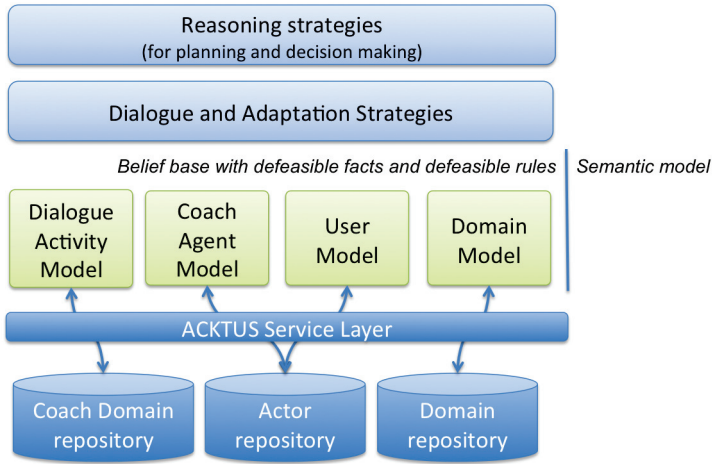 Reasoning strategies
(for planning and decision making)
Dialogue and Adaptation Strategies
Belief base with defeasible facts and defeasible rules
Semantic model
Dialogue
Activity
Model
Coach
Agent
Model
User
Model
Domain
Model
ACKTUS Service Layer
Coach Domain
repository
Actor
repository
Domain
repository